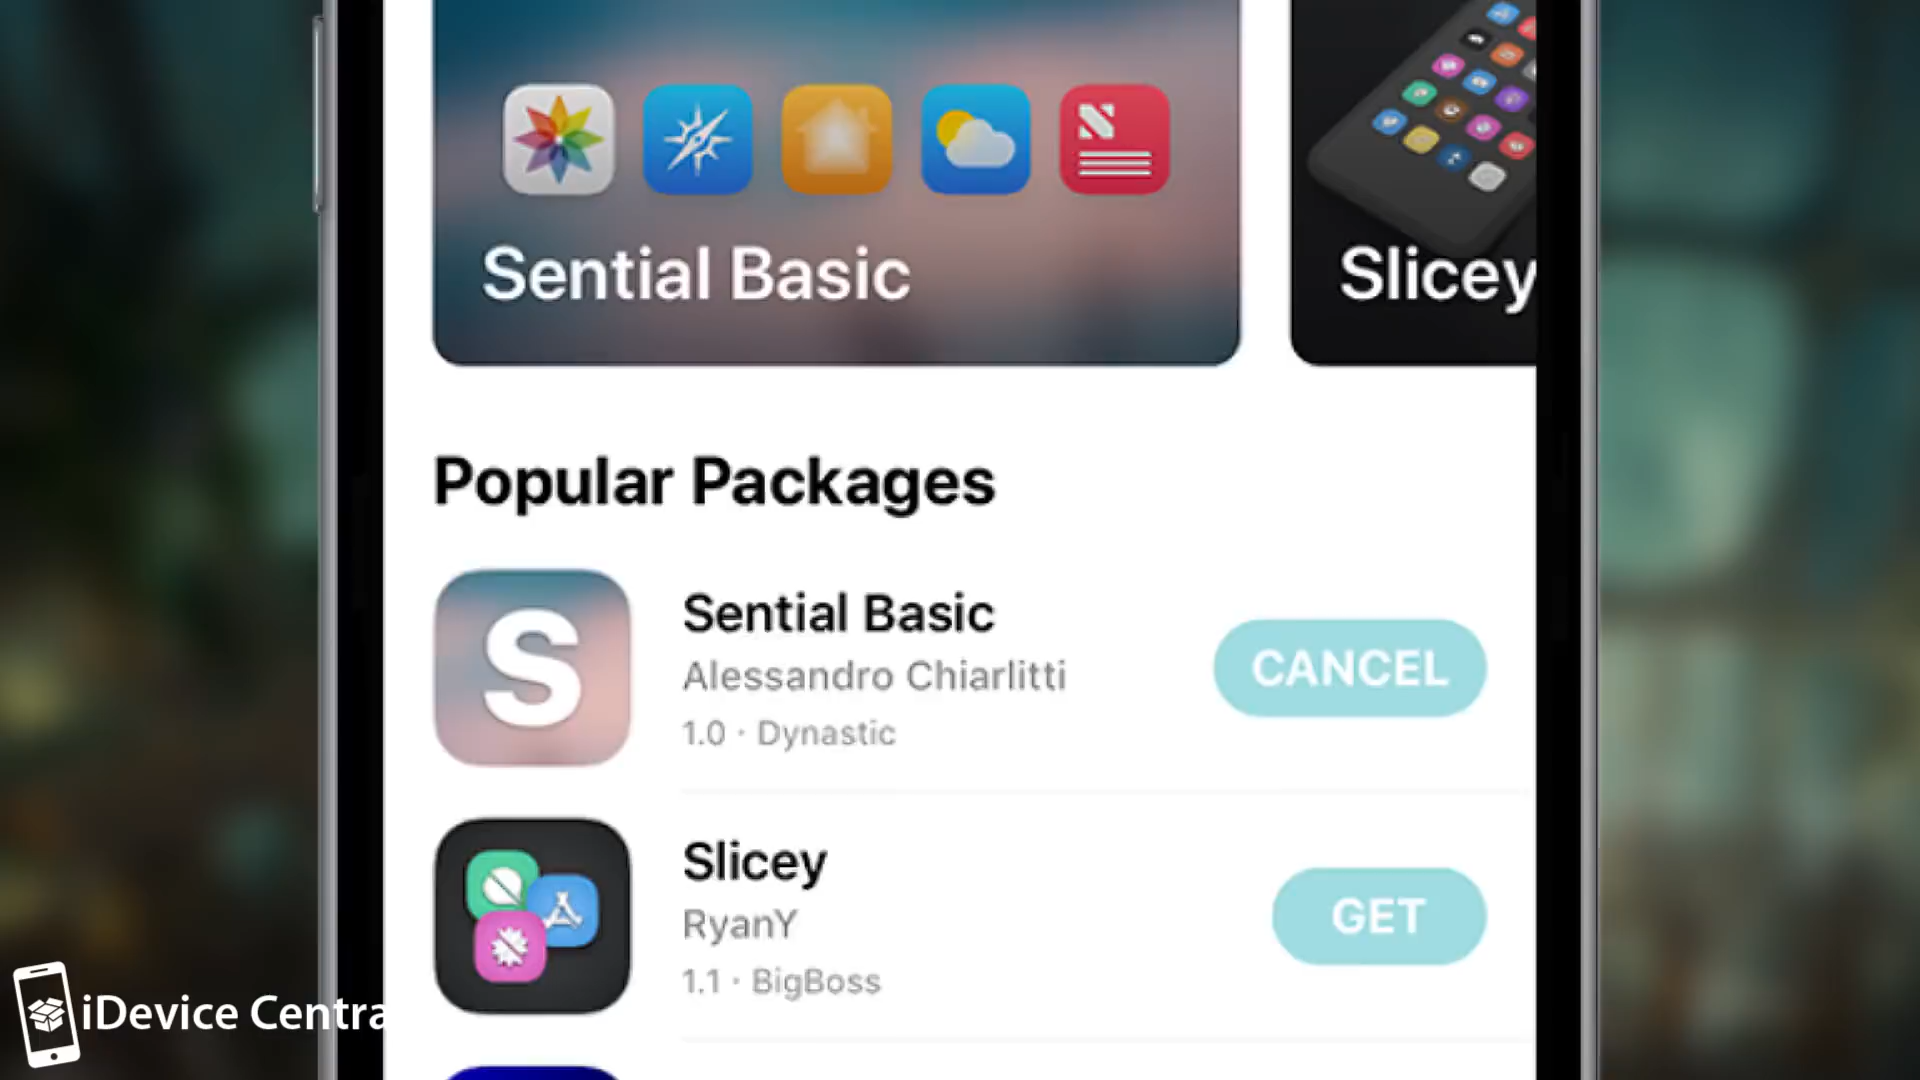 Sential Basic
Slicey
Popular Packages
Sential Basic
Alessandro Chiarlitti
1.0 · Dynastic
CANCEL
Slicey
RyanY
1.1 · BigBoss
GET
iDevice Centra